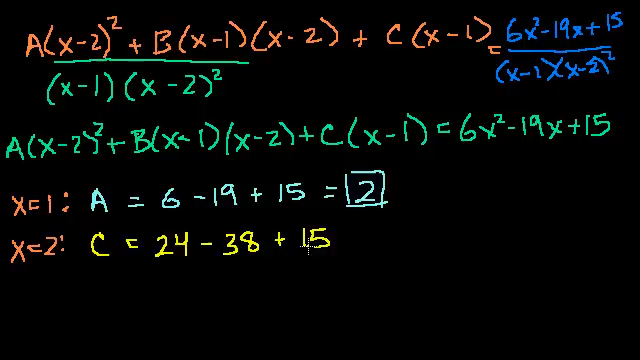 A(x-2)² + B(x-1)(x-2) + C(x-1) = 6x²-19x+15
(x-1)(x-2)² (x-1)(x-2)²
A(x-2)²+B(x-1)(x-2)+C(x-1)=6x²-19x+15
x=1: A = 6 -19 + 15 = 2
x=2: C = 24 - 38 + 15